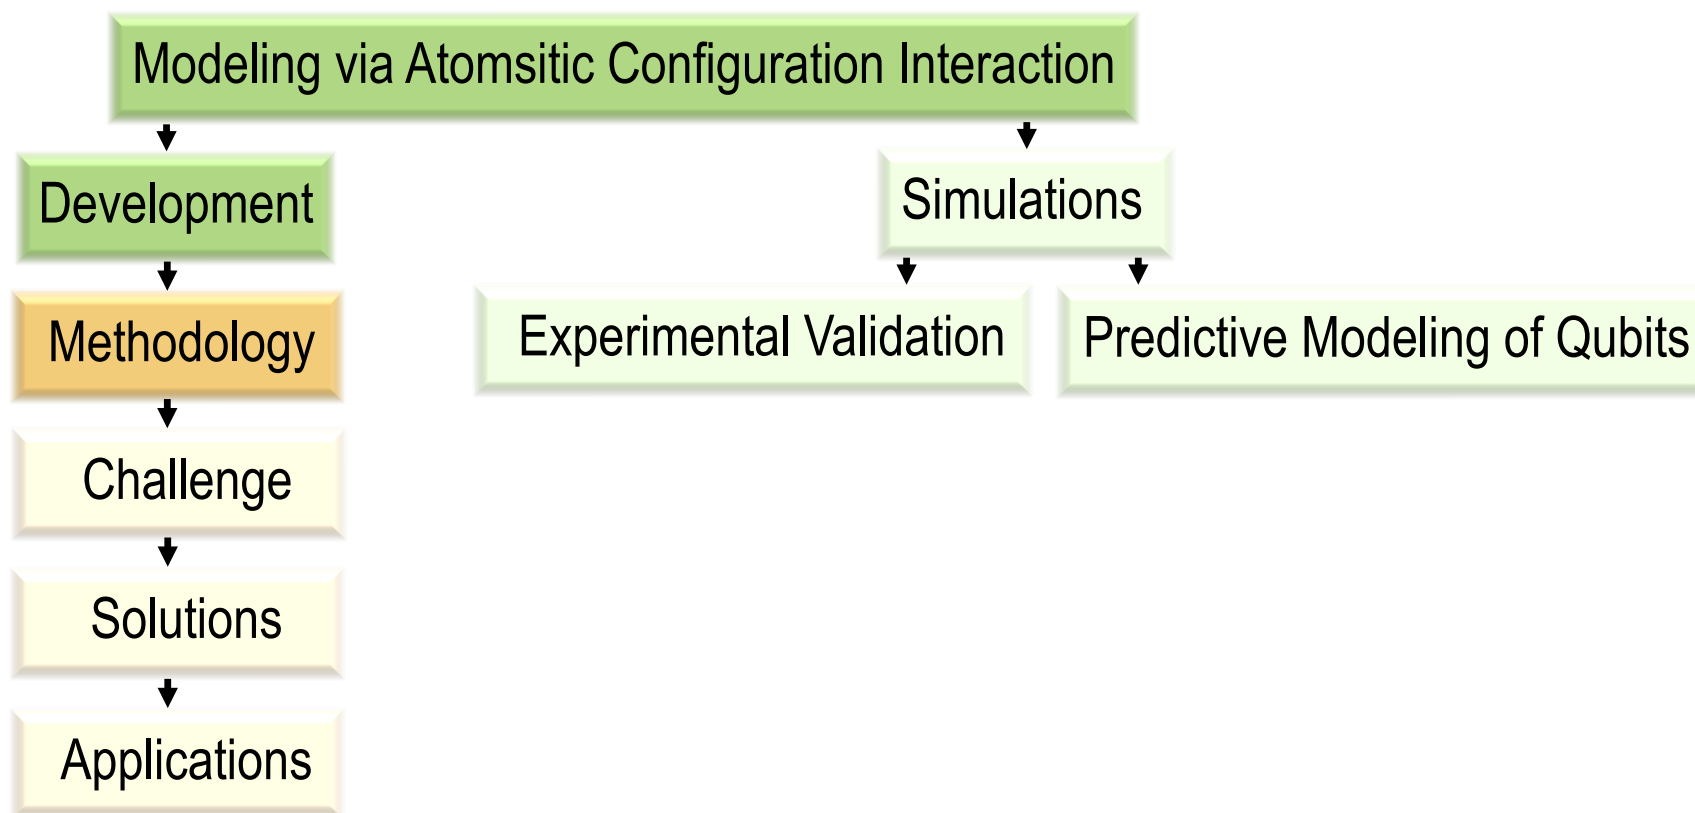 Modeling via Atomsitic Configuration Interaction
Development
Simulations
Methodology
Experimental Validation
Predictive Modeling of Qubits
Challenge
Solutions
Applications